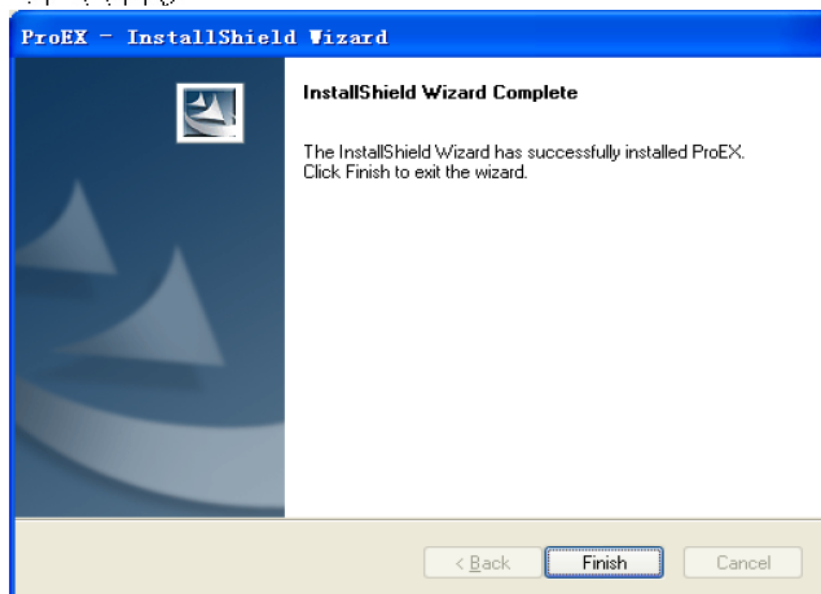 ProEX - InstallShield Wizard
InstallShield Wizard Complete
The InstallShield Wizard has successfully installed ProEX.
Click Finish to exit the wizard.
< Back
Finish
Cancel